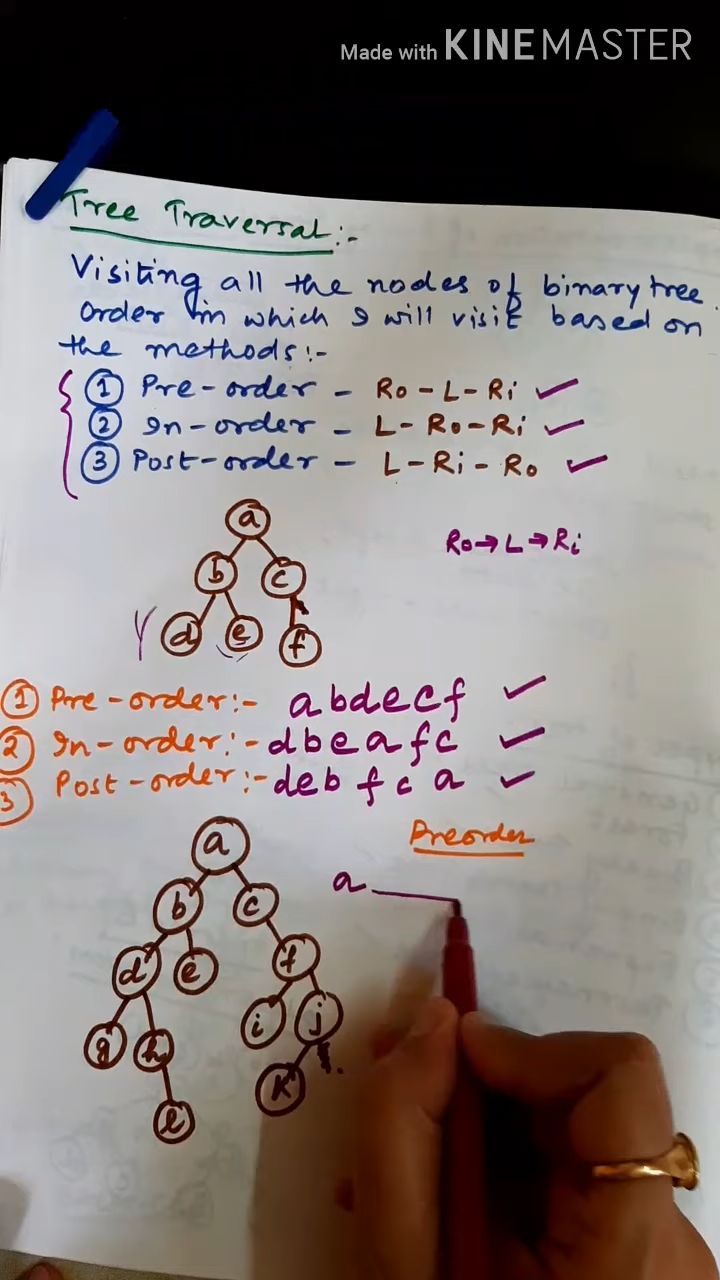 Made with KINEMASTER
Tree Traversal:-
Visiting all the nodes of binary tree.
Order in which I will visit based on
the methods:-
① Pre-order - Ro-L-Ri ✓
② In-order - L-Ro-Ri ✓
③ Post-order - L-Ri-Ro ✓
Ro→L→Ri
a
b c
d e f
① Pre-order:- abdecf ✓
② In-order:- dbeafc ✓
③ Post-order:- debfca ✓
Preorder
a
a
b c
d e f
g h i j
l k